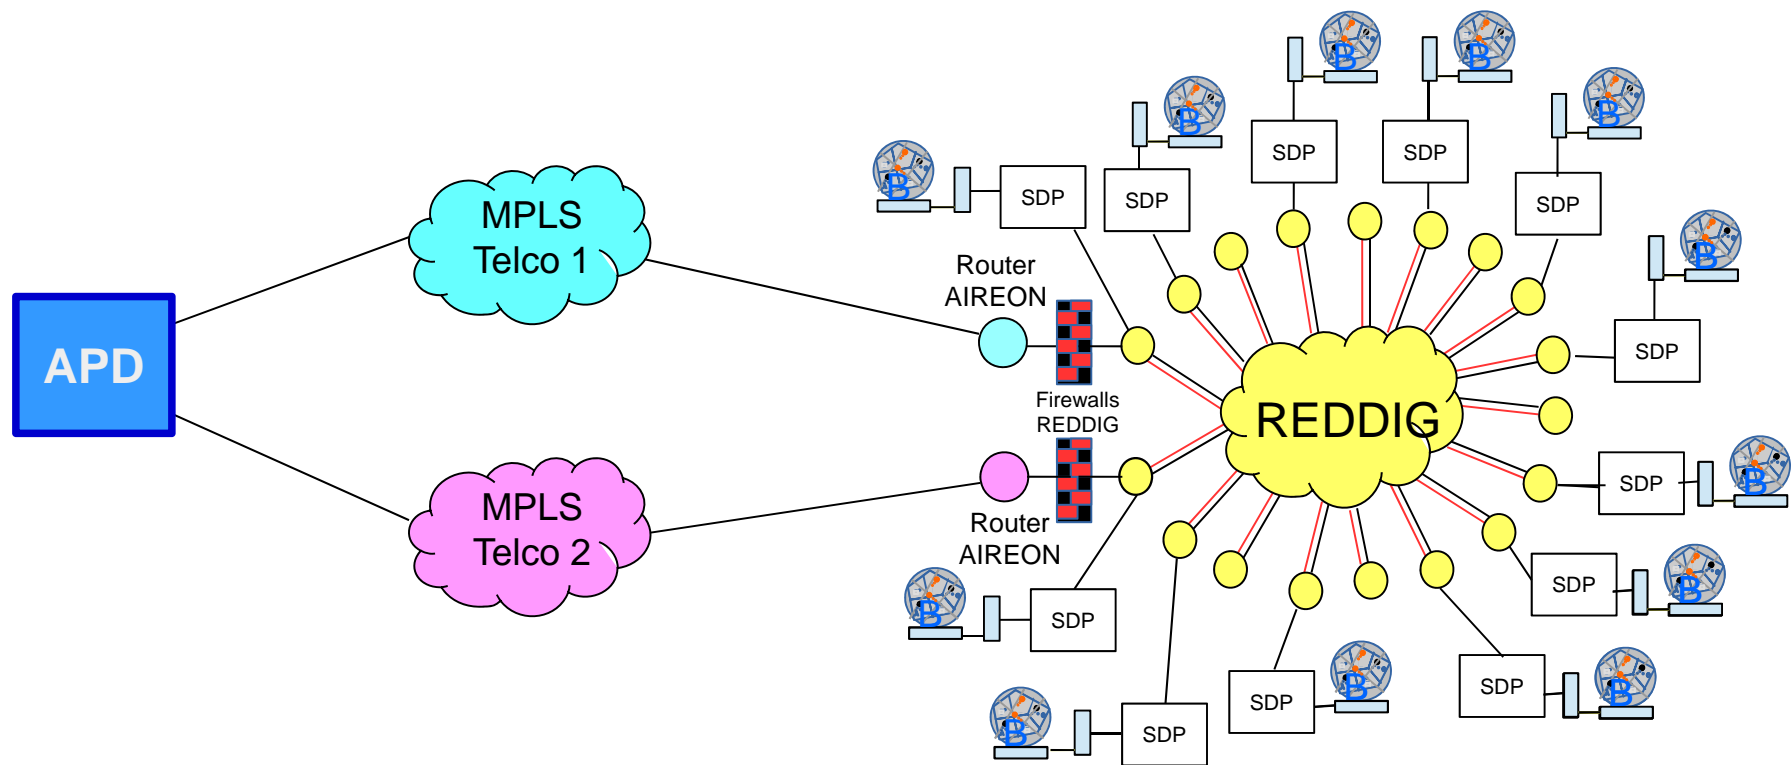 APD
MPLS
Telco 1
MPLS
Telco 2
Router
AIREON
Firewalls
REDDIG
Router
AIREON
REDDIG
SDP
B
SDP
B
SDP
B
SDP
B
SDP
B
SDP
B
SDP
B
SDP
B
SDP
B
SDP
B
SDP
B
SDP
B